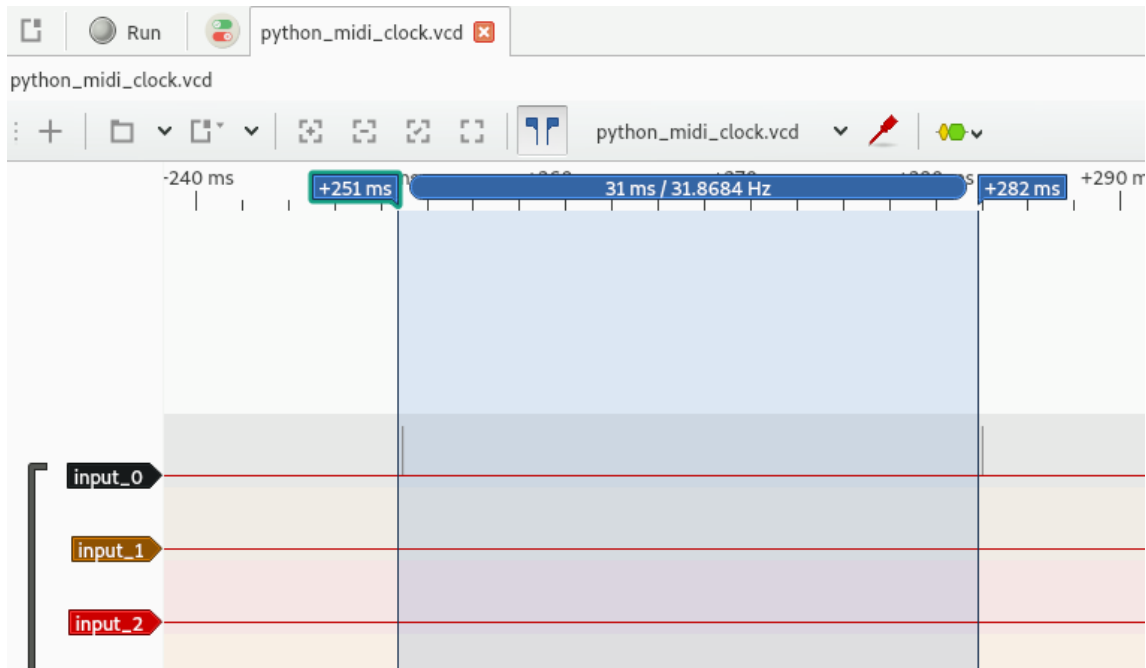 Run
python_midi_clock.vcd
python_midi_clock.vcd
python_midi_clock.vcd
-240 ms
+251 ms
31 ms / 31.8684 Hz
+282 ms
+290 m
input_0
input_1
input_2